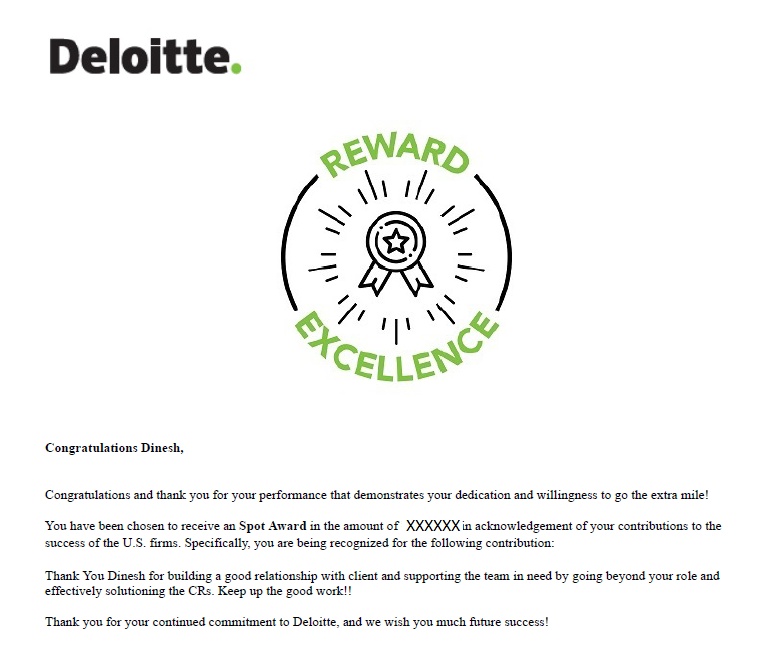 Deloitte.
REWARD
EXCELLENCE
Congratulations Dinesh,
Congratulations and thank you for your performance that demonstrates your dedication and willingness to go the extra mile!
You have been chosen to receive an Spot Award in the amount of XXXXXX in acknowledgement of your contributions to the
success of the U.S. firms. Specifically, you are being recognized for the following contribution:
Thank You Dinesh for building a good relationship with client and supporting the team in need by going beyond your role and
effectively solutioning the CRs. Keep up the good work!!
Thank you for your continued commitment to Deloitte, and we wish you much future success!